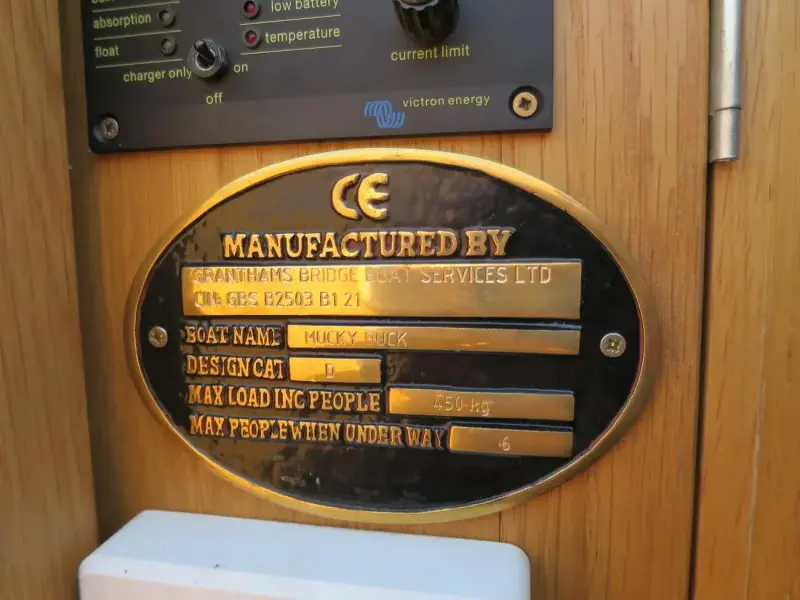 low battery
absorption
temperature
float
charger only
on
off
current limit
victron energy
CE
MANUFACTURED BY
GRANTHAMS BRIDGE BOAT SERVICES LTD
CIN: GBS B2503 B1 21
BOAT NAME MUCKY DUCK
DESIGN CAT D
MAX LOAD INC PEOPLE 450-kg
MAX PEOPLE WHEN UNDER WAY 6